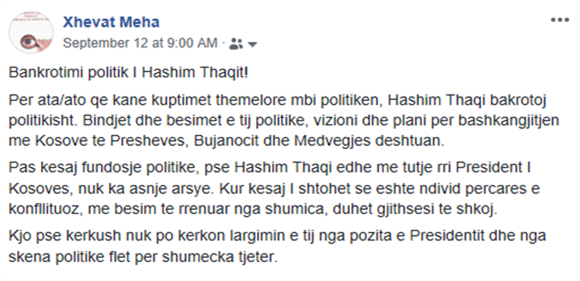 Xhevat Meha
September 12 at 9:00 AM ·
Bankrotimi politik I Hashim Thaqit!
Per ata/ato qe kane kuptimet themelore mbi politiken, Hashim Thaqi bakrotoj
politikisht. Bindjet dhe besimet e tij politike, vizioni dhe plani per bashkangjitjen
me Kosove te Presheves, Bujanocit dhe Medvegjes deshtuan.
Pas kesaj fundosje politike, pse Hashim Thaqi edhe me tutje rri President I
Kosoves, nuk ka asnje arsye. Kur kesaj I shtohet se eshte ndivid percares e
konfllituoz, me besim te rrenuar nga shumica, duhet gjithsesi te shkoj.
Kjo pse kerkush nuk po kerkon largimin e tij nga pozita e Presidentit dhe nga
skena politike flet per shumecka tjeter.